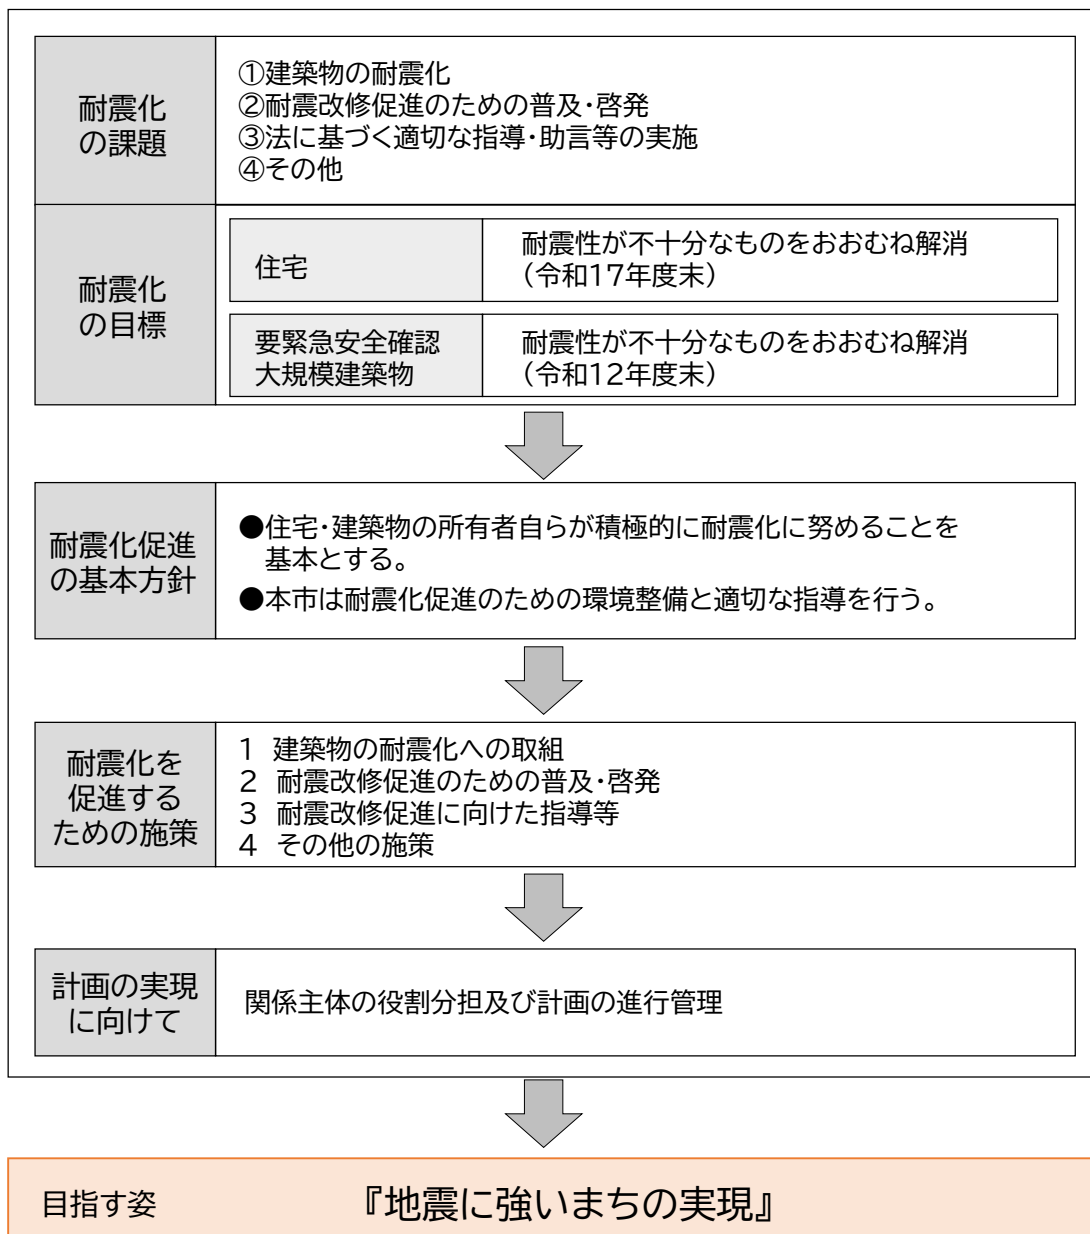 耐震化
の課題
①建築物の耐震化
②耐震改修促進のための普及・啓発
③法に基づく適切な指導・助言等の実施
④その他
耐震化
の目標
住宅
耐震性が不十分なものをおおむね解消
（令和17年度末）
要緊急安全確認
大規模建築物
耐震性が不十分なものをおおむね解消
（令和12年度末）
耐震化促進
の基本方針
●住宅・建築物の所有者自らが積極的に耐震化に努めることを
基本とする。
●本市は耐震化促進のための環境整備と適切な指導を行う。
耐震化を
促進する
ための施策
1 建築物の耐震化への取組
2 耐震改修促進のための普及・啓発
3 耐震改修促進に向けた指導等
4 その他の施策
計画の実現
に向けて
関係主体の役割分担及び計画の進行管理
目指す姿
『地震に強いまちの実現』